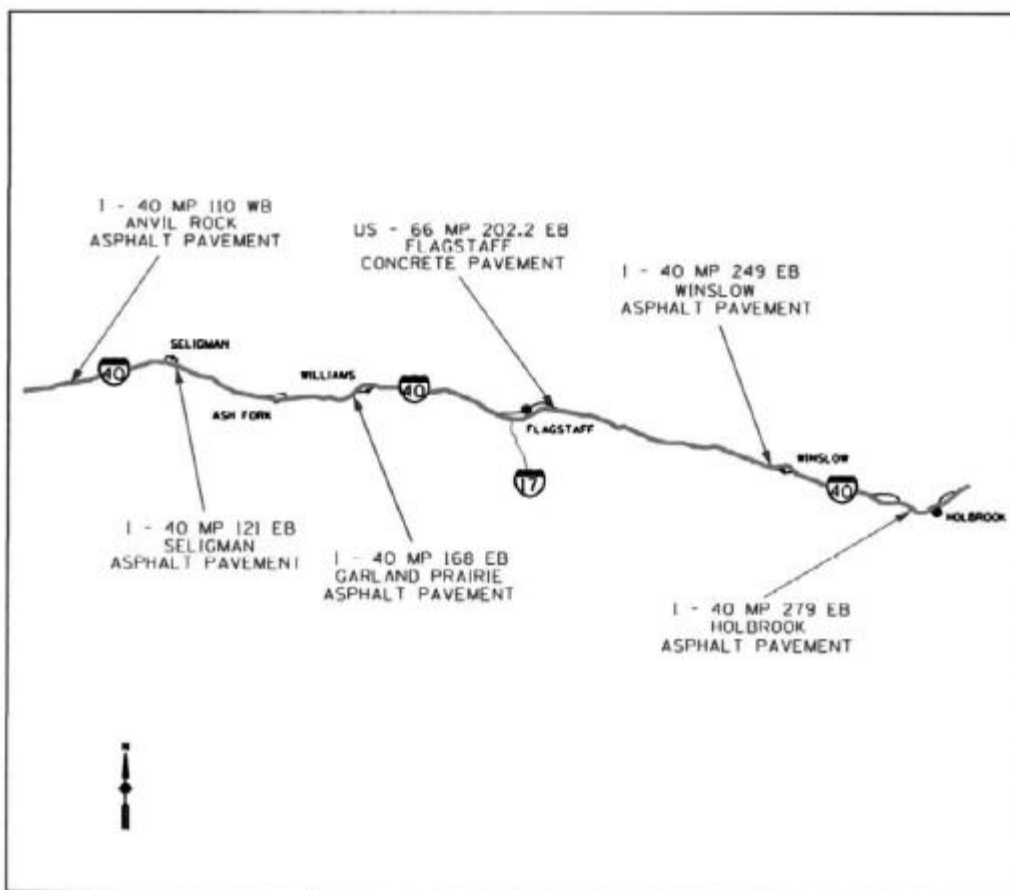 I - 40 MP 110 WB
ANVIL ROCK
ASPHALT PAVEMENT
US - 66 MP 202.2 EB
FLAGSTAFF
CONCRETE PAVEMENT
I - 40 MP 249 EB
WINSLOW
ASPHALT PAVEMENT
SELIGMAN
40
WILLIAMS
40
ASH FORK
FLAGSTAFF
17
WINSLOW
40
HOLBROOK
I - 40 MP 121 EB
SELIGMAN
ASPHALT PAVEMENT
I - 40 MP 168 EB
GARLAND PRAIRIE
ASPHALT PAVEMENT
I - 40 MP 279 EB
HOLBROOK
ASPHALT PAVEMENT
N